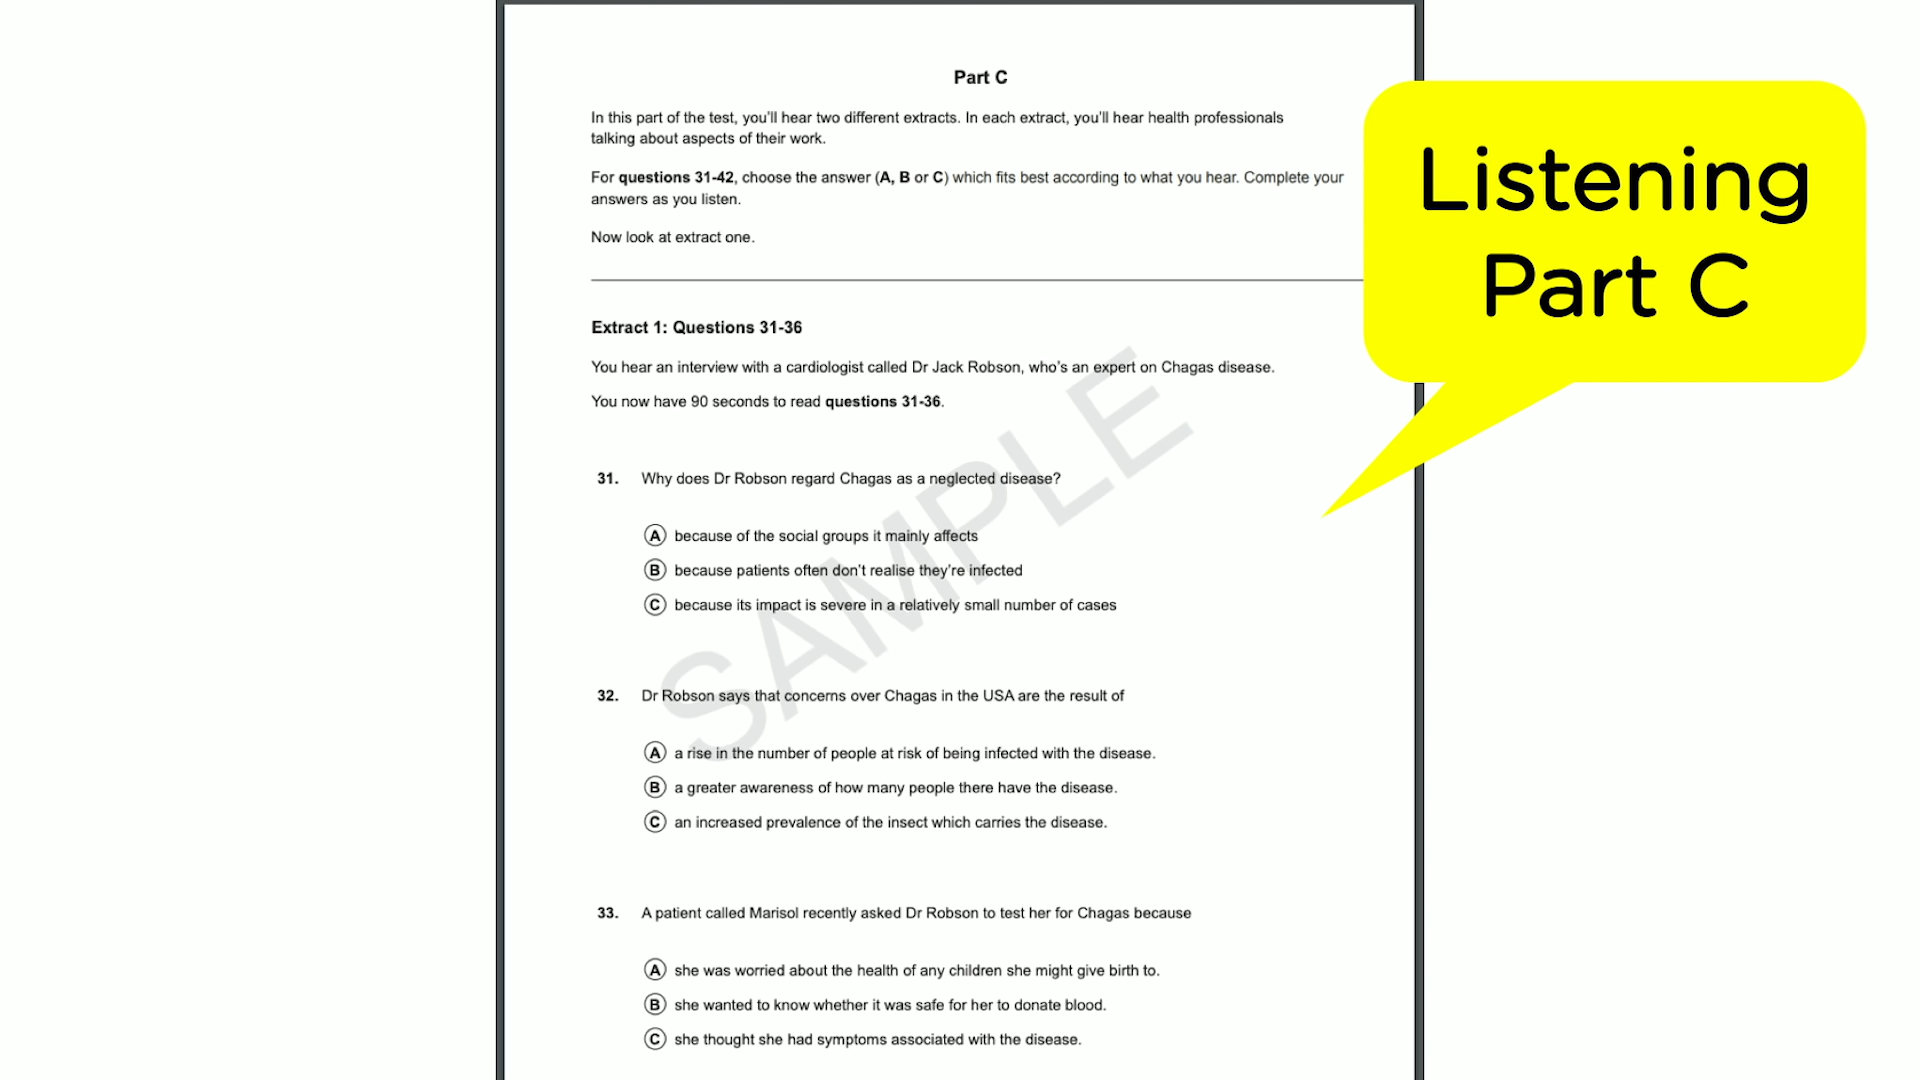 Part C
In this part of the test, you'll hear two different extracts. In each extract, you'll hear health professionals
talking about aspects of their work.
For questions 31-42, choose the answer (A, B or C) which fits best according to what you hear. Complete your
answers as you listen.
Now look at extract one.
Extract 1: Questions 31-36
You hear an interview with a cardiologist called Dr Jack Robson, who's an expert on Chagas disease.
You now have 90 seconds to read questions 31-36.
31. Why does Dr Robson regard Chagas as a neglected disease?
A because of the social groups it mainly affects
B because patients often don't realise they're infected
C because its impact is severe in a relatively small number of cases
32. Dr Robson says that concerns over Chagas in the USA are the result of
A a rise in the number of people at risk of being infected with the disease.
B a greater awareness of how many people there have the disease.
C an increased prevalence of the insect which carries the disease.
33. A patient called Marisol recently asked Dr Robson to test her for Chagas because
A she was worried about the health of any children she might give birth to.
B she wanted to know whether it was safe for her to donate blood.
C she thought she had symptoms associated with the disease.
SAMPLE
Listening
Part C